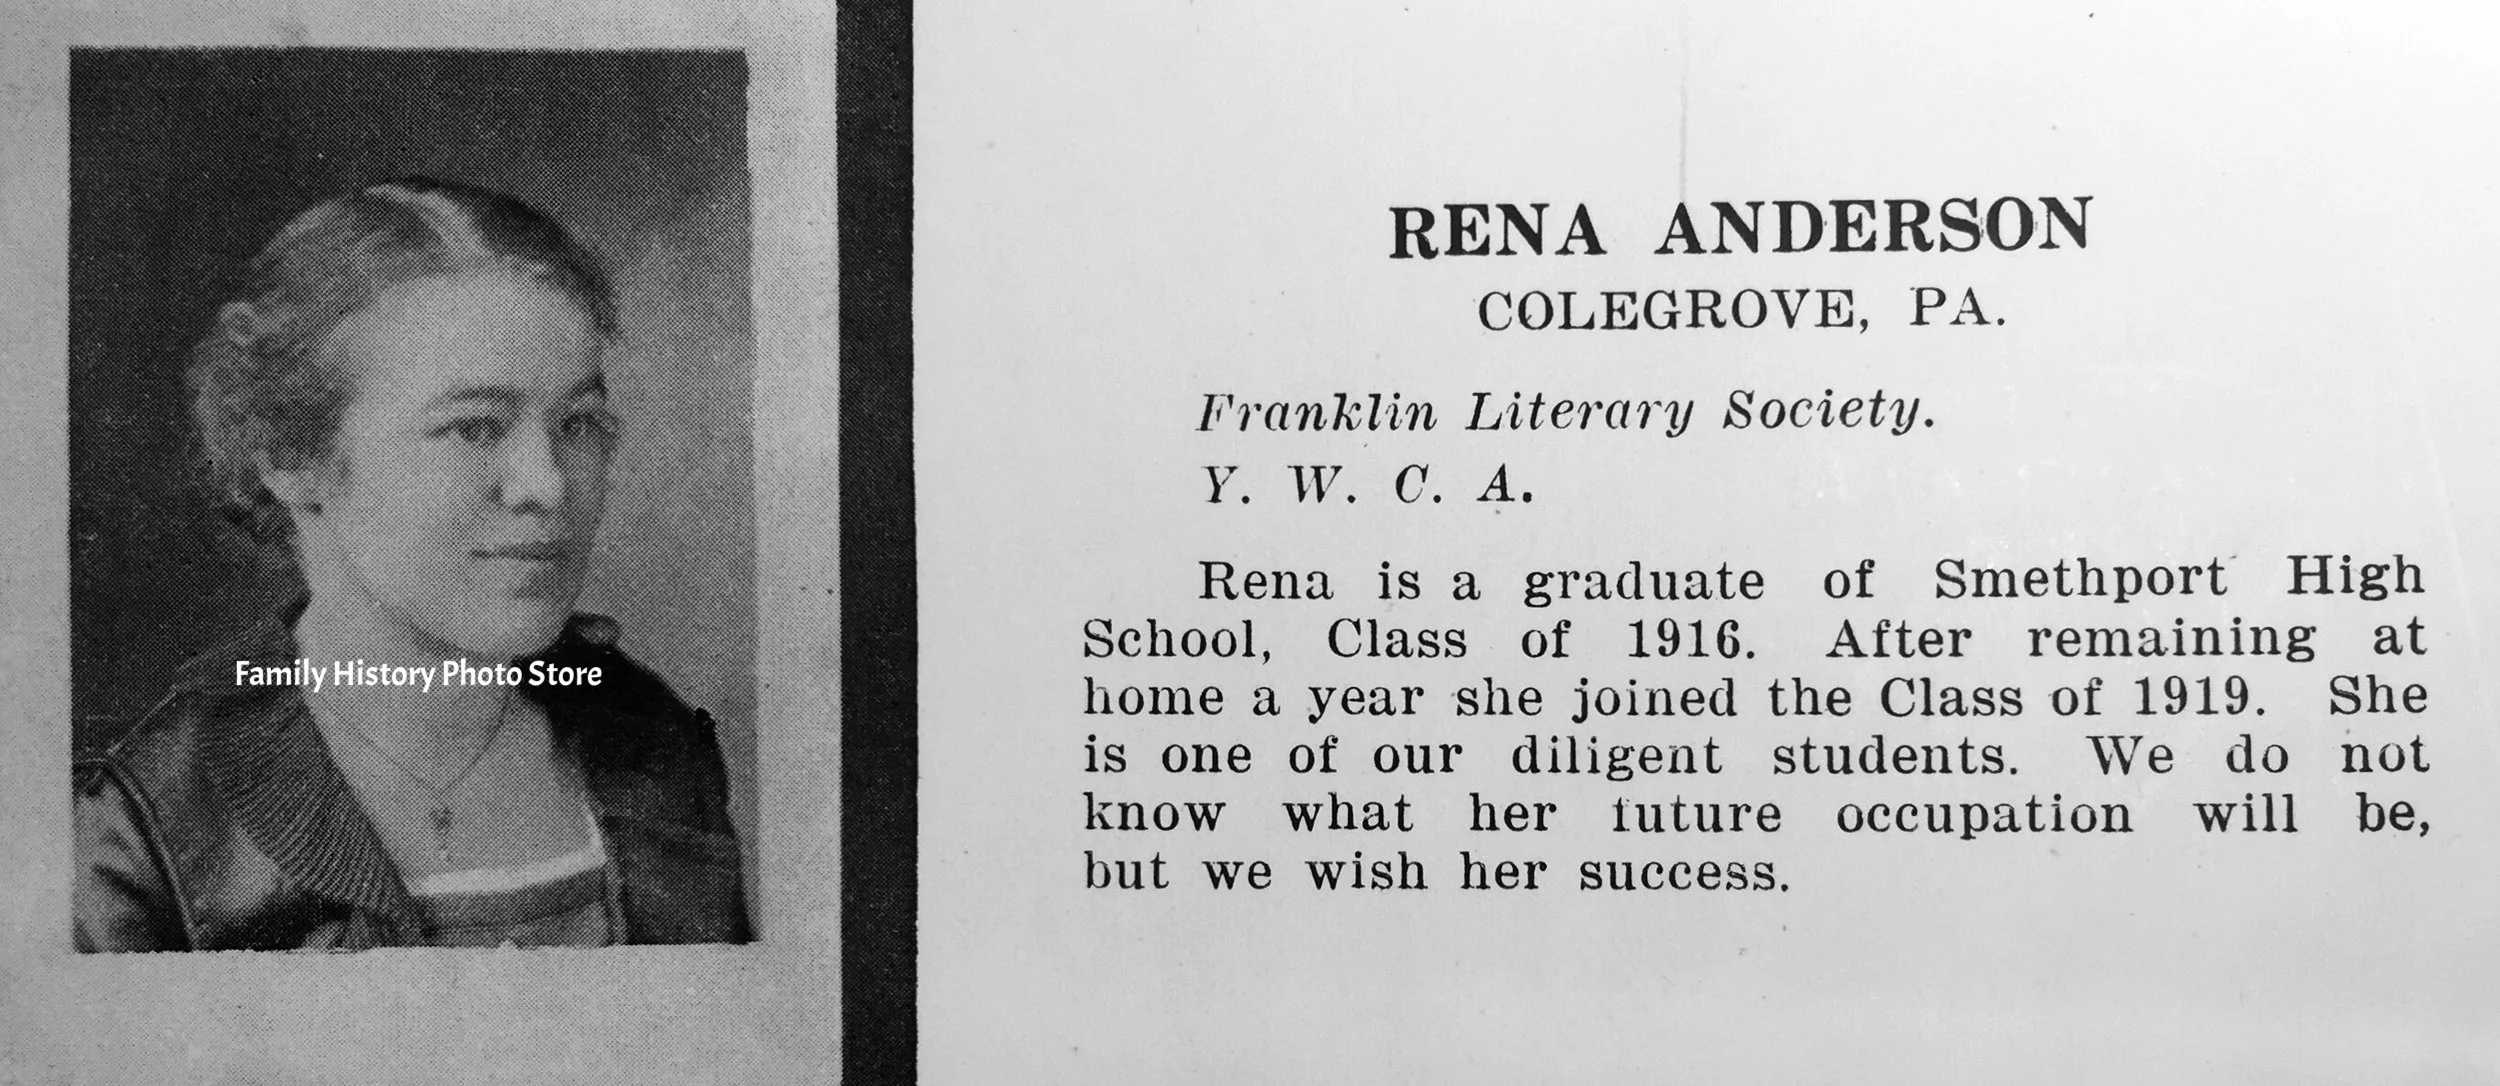 Family History Photo Store
RENA ANDERSON
COLEGROVE, PA.
Franklin Literary Society.
Y. W. C. A.
Rena is a graduate of Smethport High
School, Class of 1916. After remaining at
home a year she joined the Class of 1919. She
is one of our diligent students. We do not
know what her future occupation will be,
but we wish her success.